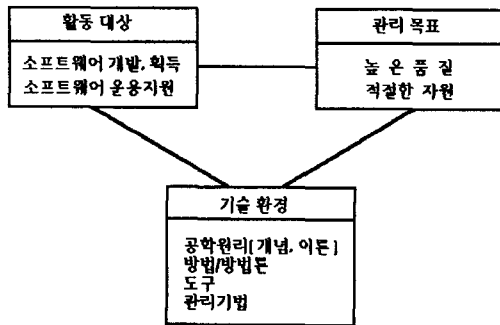 활동 대상
소프트웨어 개발, 획득
소프트웨어 운용지원
관리 목표
높 은 품 질
적절한 자원
기술 환경
공학원리(개념, 이론)
방법/방법론
도구
관리기법